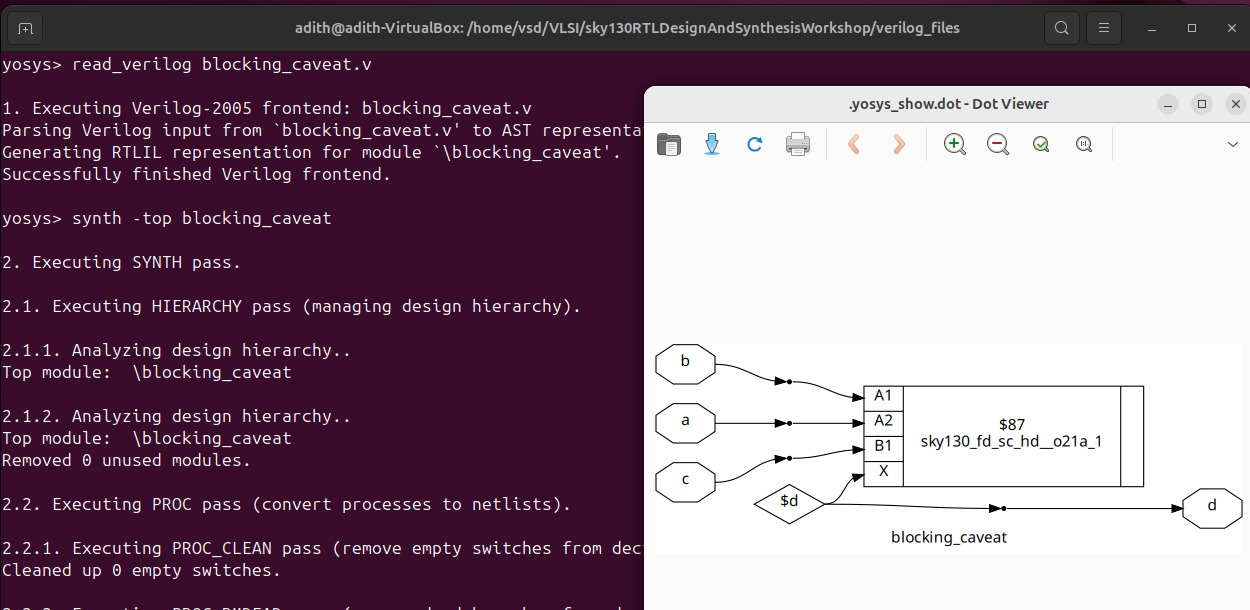 adith@adith-VirtualBox: /home/vsd/VLSI/sky130RTLDesignAndSynthesisWorkshop/verilog_files
yosys> read_verilog blocking_caveat.v
1. Executing Verilog-2005 frontend: blocking_caveat.v
Parsing Verilog input from `blocking_caveat.v' to AST representa
Generating RTLIL representation for module `\blocking_caveat'.
Successfully finished Verilog frontend.
yosys> synth -top blocking_caveat
2. Executing SYNTH pass.
2.1. Executing HIERARCHY pass (managing design hierarchy).
2.1.1. Analyzing design hierarchy..
Top module:  \blocking_caveat
2.1.2. Analyzing design hierarchy..
Top module:  \blocking_caveat
Removed 0 unused modules.
2.2. Executing PROC pass (convert processes to netlists).
2.2.1. Executing PROC_CLEAN pass (remove empty switches from dec
Cleaned up 0 empty switches.
.yosys_show.dot - Dot Viewer
b
a
c
$d
A1
A2
B1
X
$87
sky130_fd_sc_hd__o21a_1
d
blocking_caveat